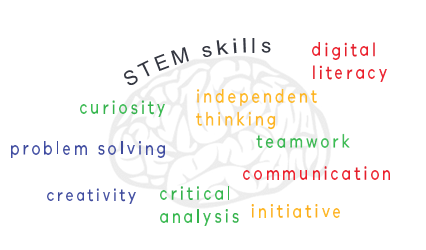 STEM skills
digital
literacy
curiosity
independent
thinking
problem solving
teamwork
communication
creativity
critical
analysis
initiative